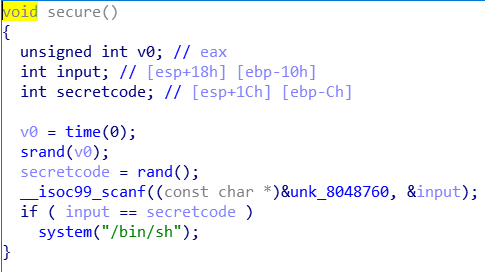 void secure()
{
unsigned int v0; // eax
int input; // [esp+18h] [ebp-10h]
int secretcode; // [esp+1Ch] [ebp-Ch]
v0 = time(0);
srand(v0);
secretcode = rand();
__isoc99_scanf((const char *)&unk_8048760, &input);
if ( input == secretcode )
system("/bin/sh");
}